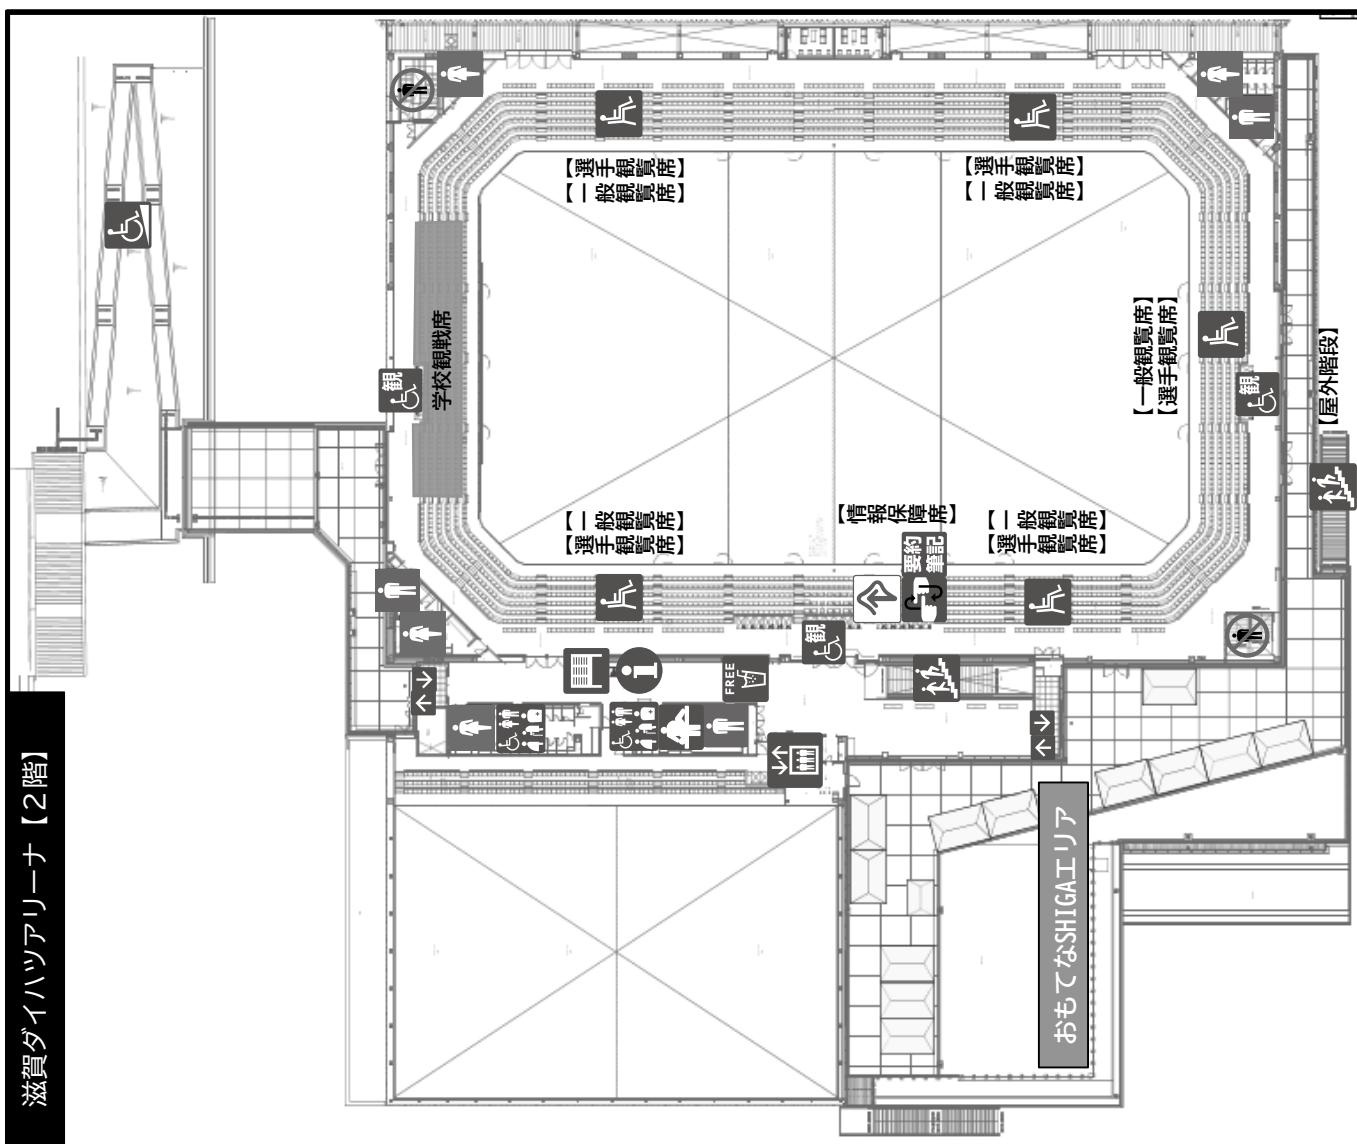 滋賀ダイハツアリーナ【2階】
学校観戦席
【選手観覧席】
【一般観覧席】
【選手観覧席】
【一般観覧席】
【一般観覧席】
【選手観覧席】
【一般観覧席】
【選手観覧席】
【情報保障席】
【一般観覧席】
【選手観覧席】
要約
筆記
観
観
観
FREE
【屋外階段】
おもてなSHIGAエリア